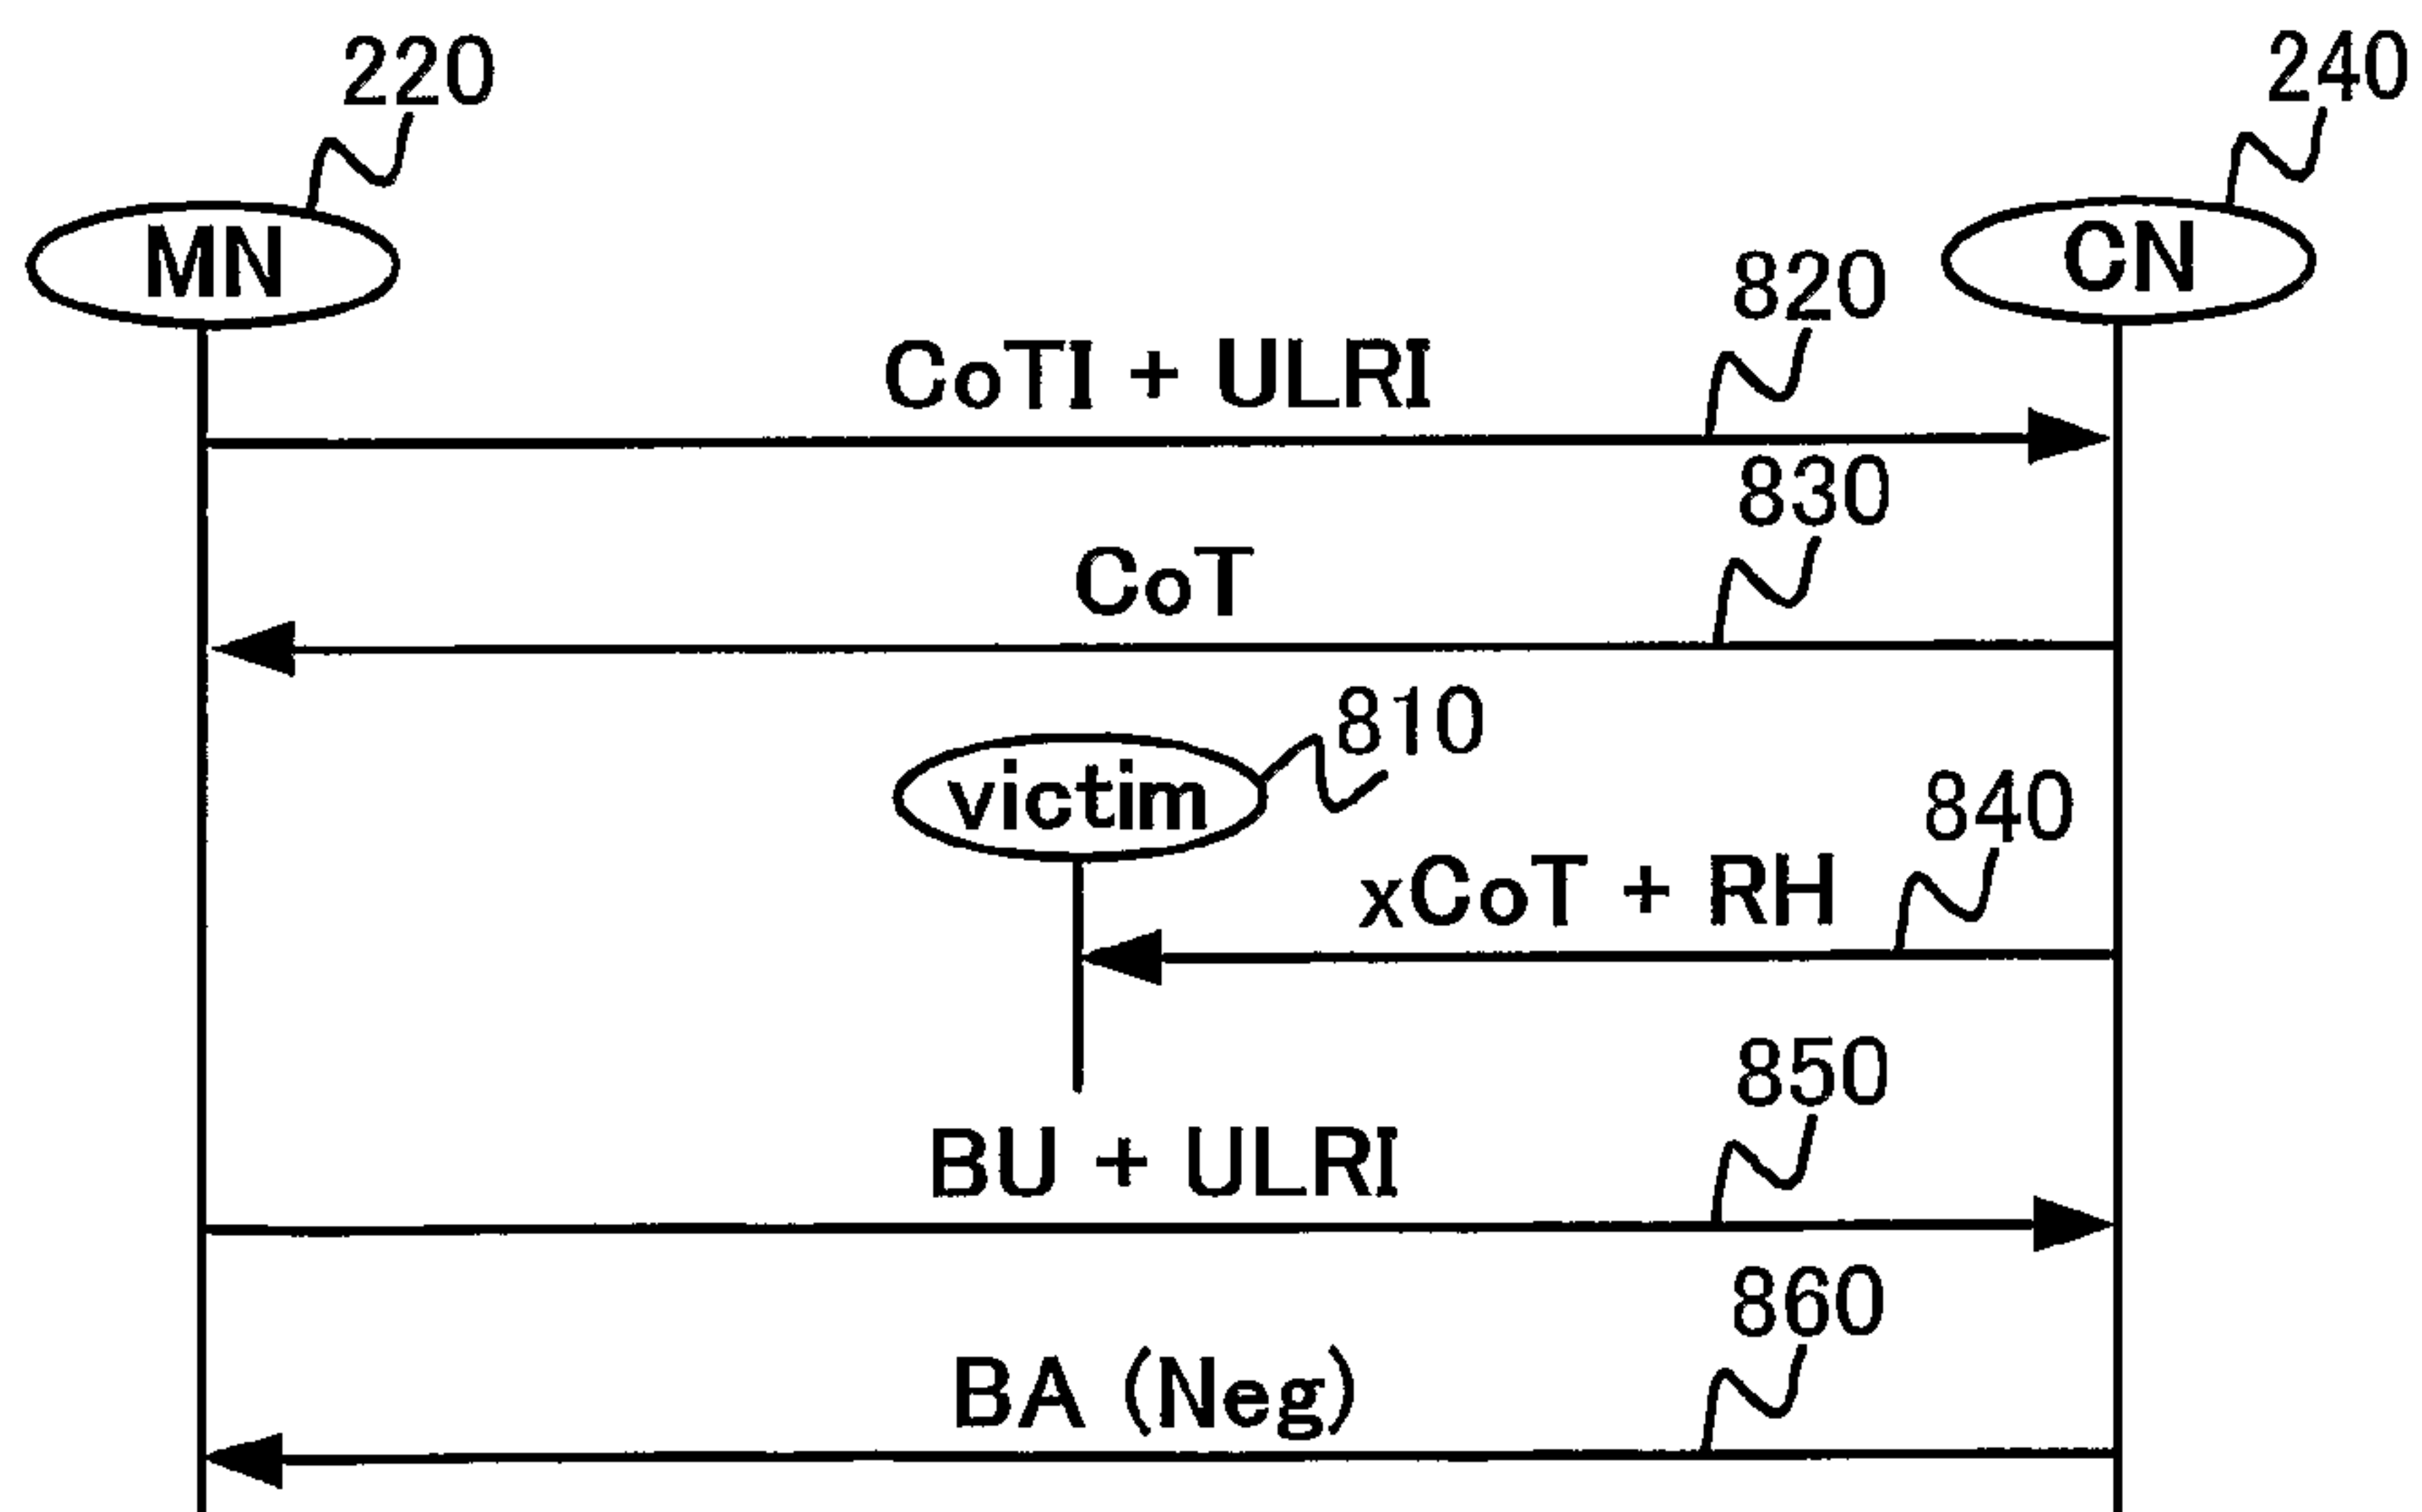 220
240
MN
CN
820
CoTI + ULRI
830
CoT
810
victim
840
xCoT + RH
850
BU + ULRI
860
BA (Neg)